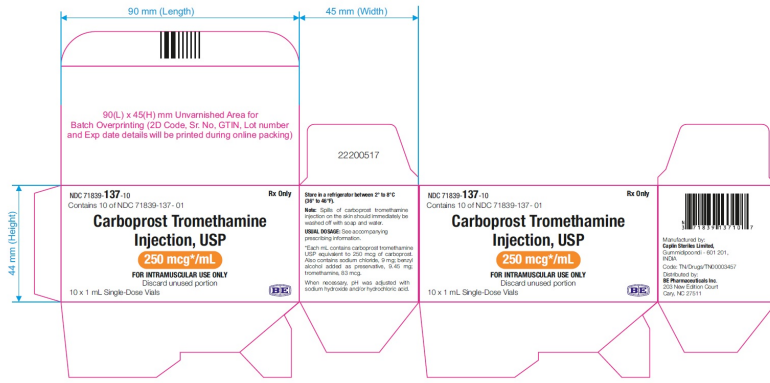 90 mm (Length)
45 mm (Width)
90(L) x 45(H) mm Unvarnished Area for
Batch Overprinting (2D Code, Sr. No, GTIN, Lot number
and Exp date details will be printed during online packing)
22200517
44 mm (Height)
NDC 71839-137-10
Rx Only
Contains 10 of NDC 71839-137- 01
Carboprost Tromethamine
Injection, USP
250 mcg*/mL
FOR INTRAMUSCULAR USE ONLY
Discard unused portion
10 x 1 mL Single-Dose Vials
BE
Store in a refrigerator between 2° to 8°C
(36° to 46°F).
Note: Spills of carboprost tromethamine
injection on the skin should immediately be
washed off with soap and water.
USUAL DOSAGE: See accompanying
prescribing information.
*Each mL contains carboprost tromethamine
USP equivalent to 250 mcg of carboprost.
Also contains sodium chloride, 9 mg; benzyl
alcohol added as preservative, 9.45 mg;
tromethamine, 83 mcg.
When necessary, pH was adjusted with
sodium hydroxide and/or hydrochloric acid.
NDC 71839-137-10
Rx Only
Contains 10 of NDC 71839-137- 01
Carboprost Tromethamine
Injection, USP
250 mcg*/mL
FOR INTRAMUSCULAR USE ONLY
Discard unused portion
10 x 1 mL Single-Dose Vials
BE
Manufactured by:
Caplin Steriles Limited,
Gummidipoondi - 601 201,
INDIA
Code: TN/Drugs/TN00003457
Distributed by:
BE Pharmaceuticals Inc.
203 New Edition Court
Cary, NC 27511